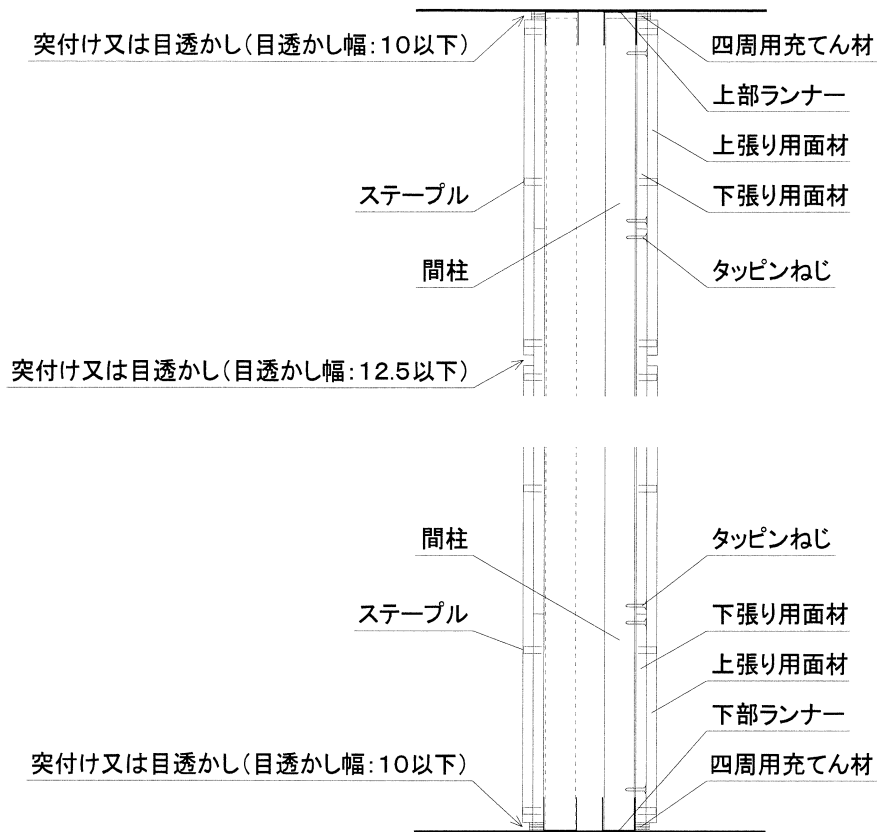 突付け又は目透かし(目透かし幅:10以下)
四周用充てん材
上部ランナー
上張り用面材
ステープル
下張り用面材
間柱
タッピンねじ
突付け又は目透かし(目透かし幅:12.5以下)
間柱
タッピンねじ
ステープル
下張り用面材
上張り用面材
下部ランナー
突付け又は目透かし(目透かし幅:10以下)
四周用充てん材